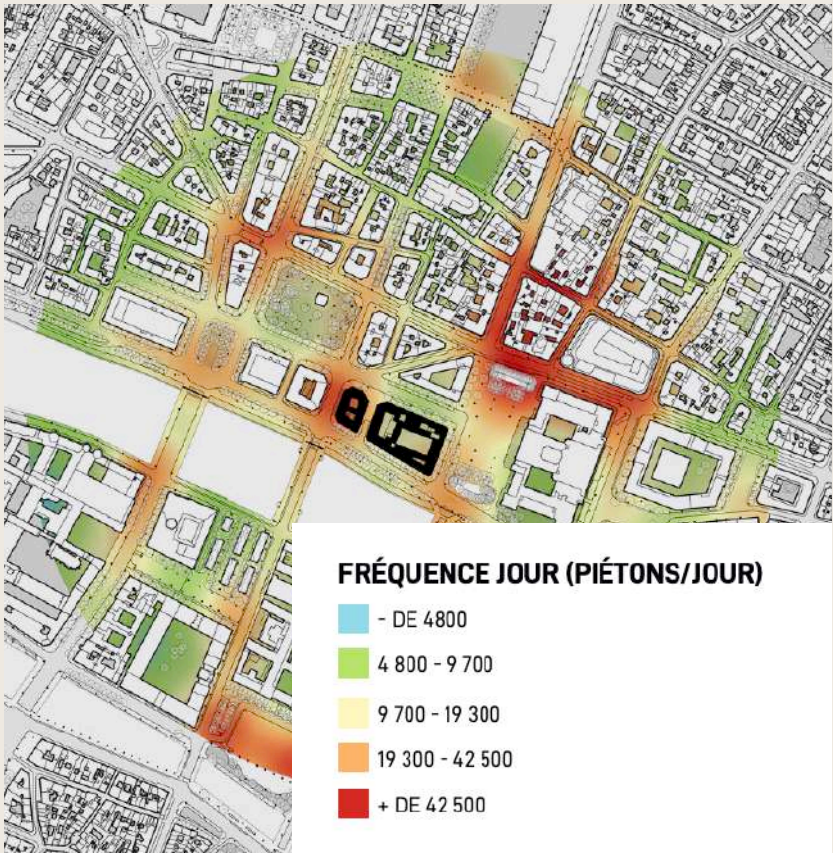 FRÉQUENCE JOUR (PIÉTONS/JOUR)
- DE 4800
4 800 - 9 700
9 700 - 19 300
19 300 - 42 500
+ DE 42 500